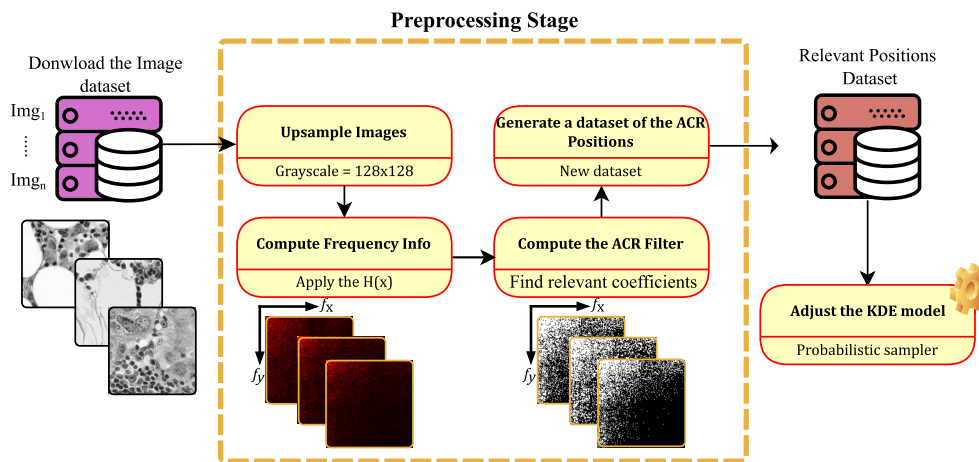 Preprocessing Stage
Donwload the Image
dataset
Img1
......
Imgn
Upsample Images
Grayscale = 128x128
Compute Frequency Info
Apply the H(x)
fx
fy
Generate a dataset of the ACR
Positions
New dataset
Compute the ACR Filter
Find relevant coefficients
fx
fy
Relevant Positions
Dataset
Adjust the KDE model
Probabilistic sampler